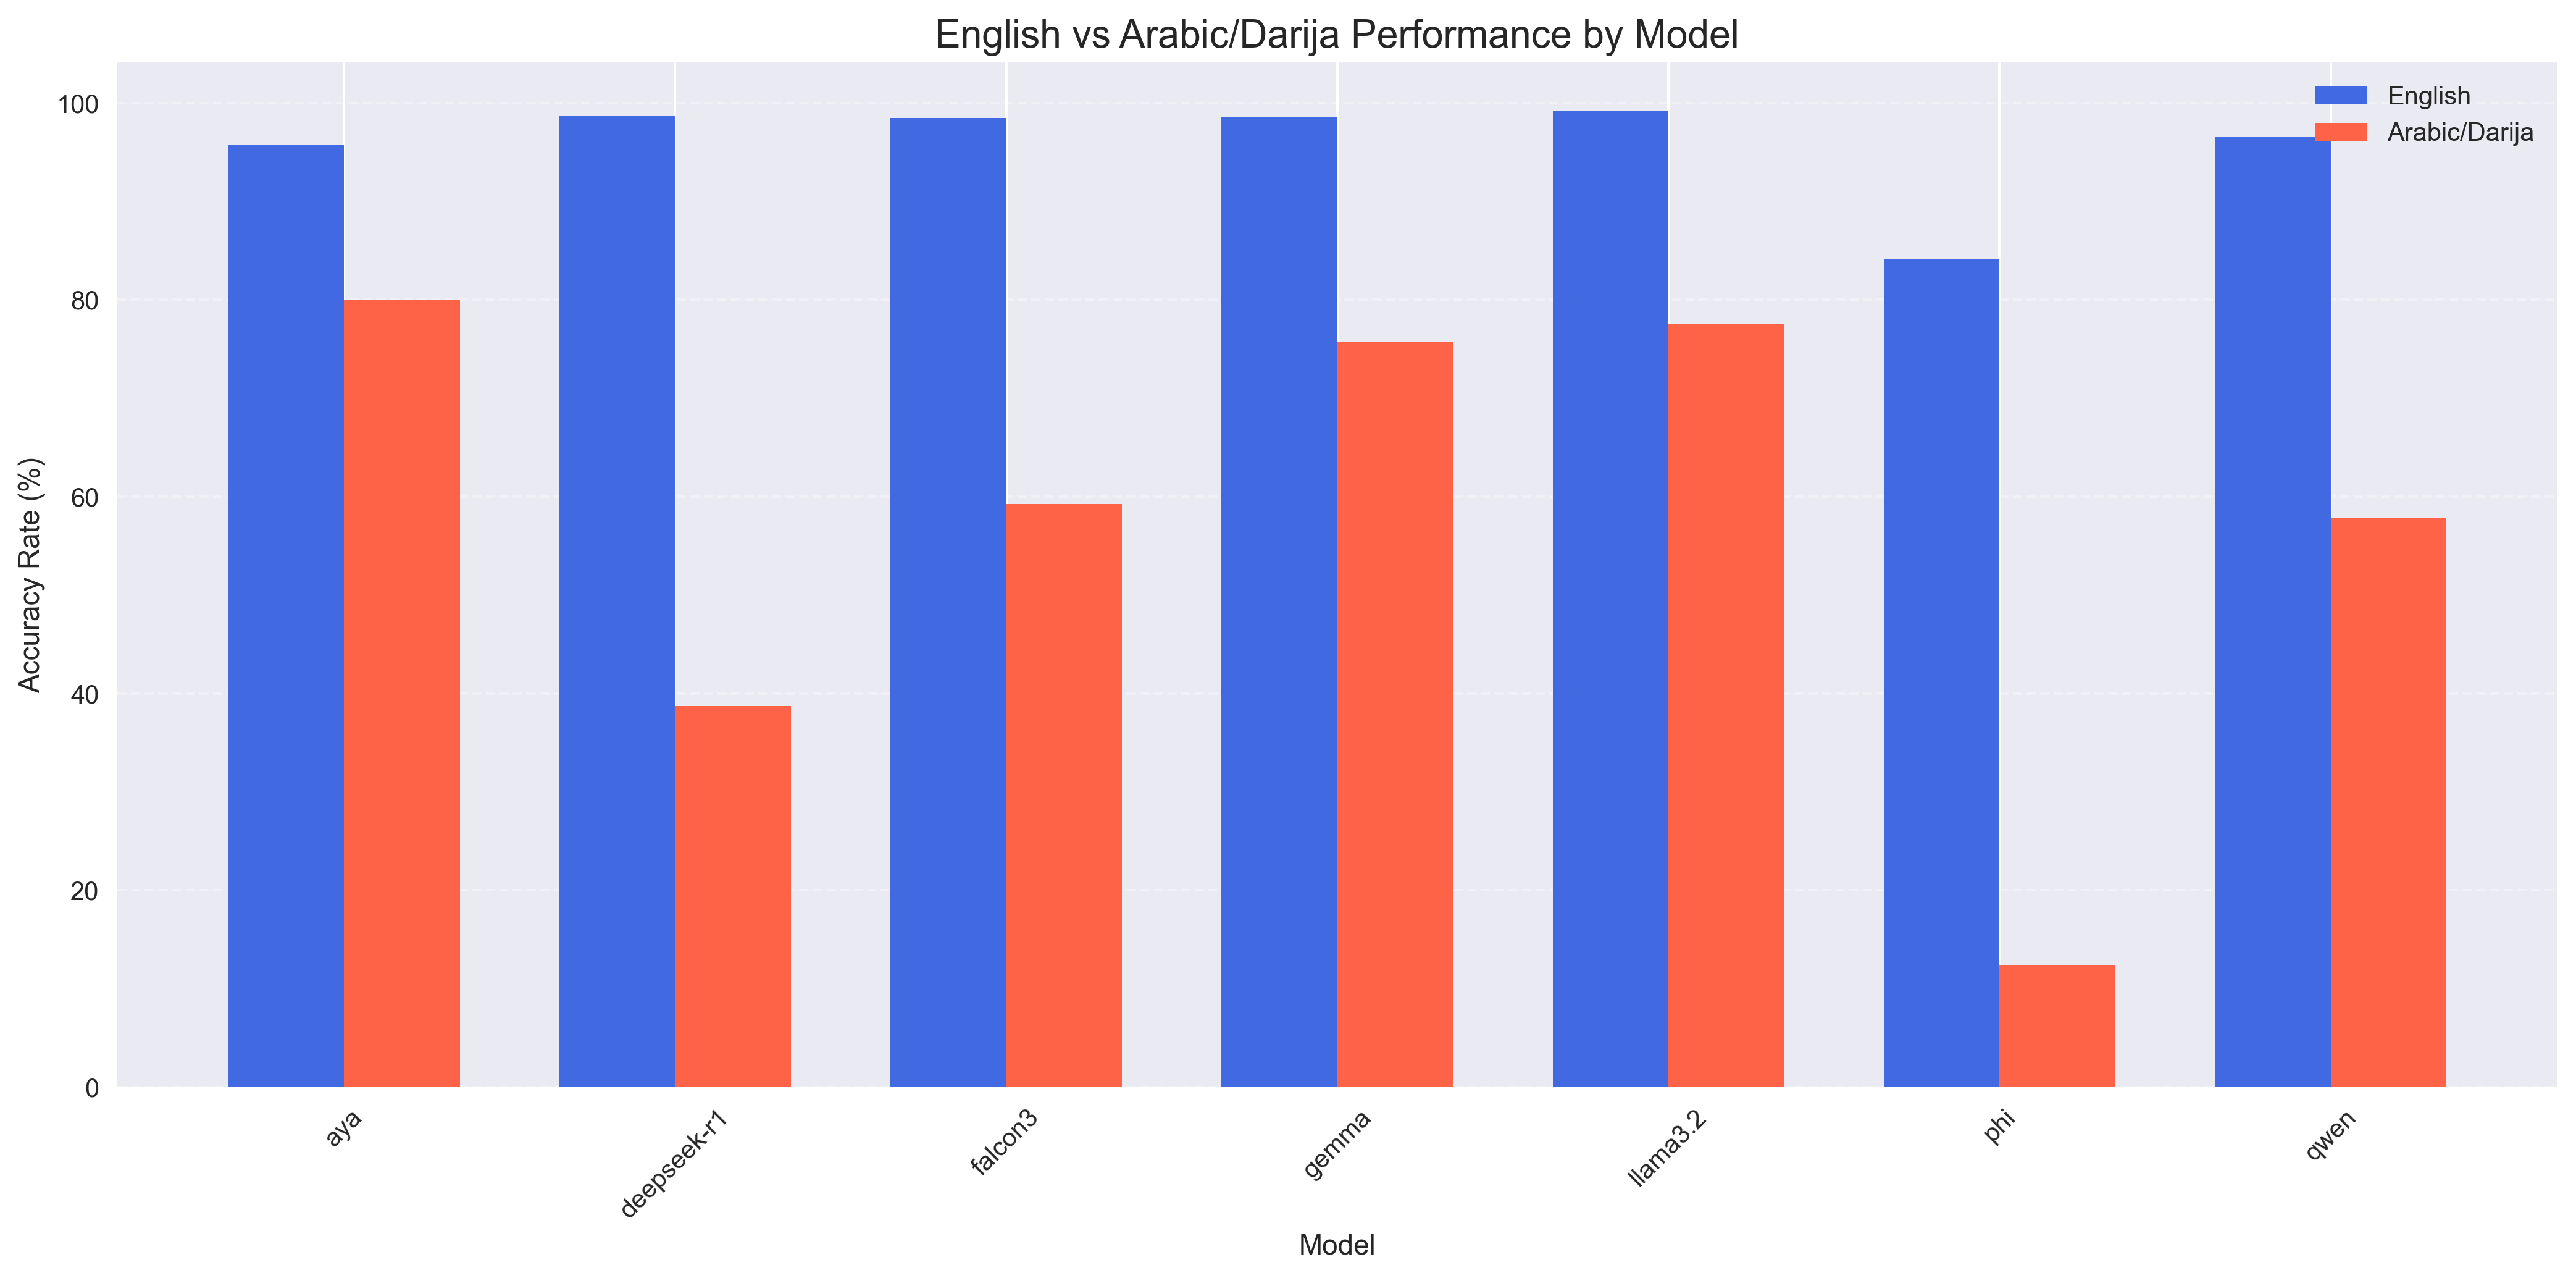 English vs Arabic/Darija Performance by Model
English
Arabic/Darija
Accuracy Rate (%)
100
80
60
40
20
0
aya
deepseek-r1
falcon3
gemma
llama3.2
phi
qwen
Model